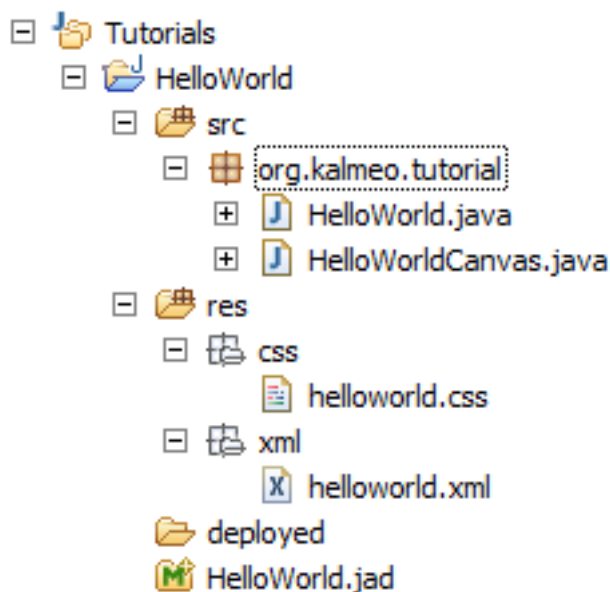 Tutorials
HelloWorld
src
org.kalmeo.tutorial
HelloWorld.java
HelloWorldCanvas.java
res
css
helloworld.css
xml
helloworld.xml
deployed
HelloWorld.jad